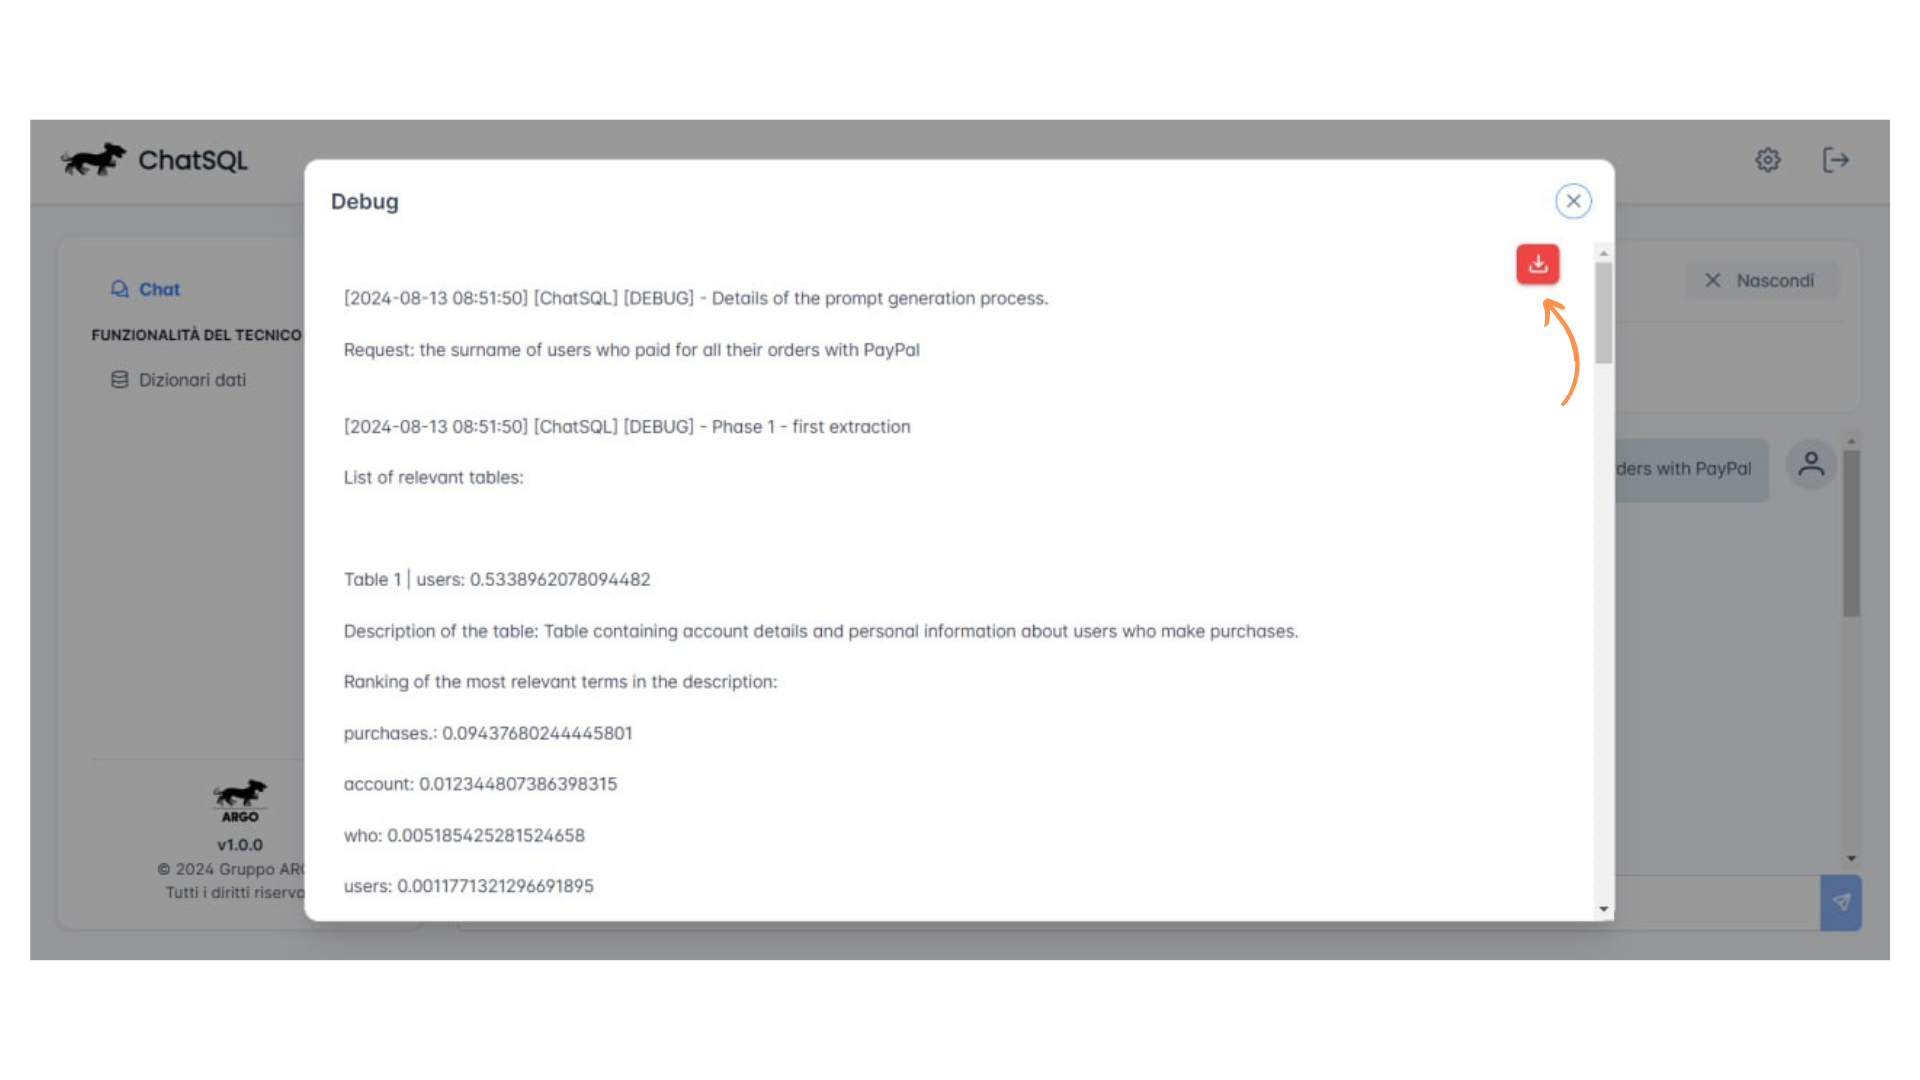 ChatSQL
Debug
Chat
Nascondi
[2024-08-13 08:51:50] [ChatSQL] [DEBUG] - Details of the prompt generation process.
FUNZIONALITÀ DEL TECNICO
Request: the surname of users who paid for all their orders with PayPal
Dizionari dati
[2024-08-13 08:51:50] [ChatSQL] [DEBUG] - Phase 1 - first extraction
ders with PayPal
List of relevant tables:
Table 1 | users: 0.5338962078094482
Description of the table: Table containing account details and personal information about users who make purchases.
Ranking of the most relevant terms in the description:
purchases.: 0.09437680244445801
account: 0.012344807386398315
who: 0.005185425281524658
users: 0.0011771321296691895
ARGO
v1.0.0
© 2024 Gruppo AR
Tutti i diritti riserva